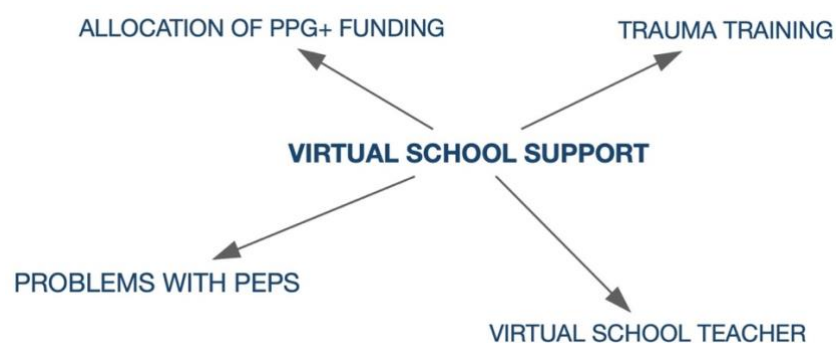 ALLOCATION OF PPG+ FUNDING
TRAUMA TRAINING
VIRTUAL SCHOOL SUPPORT
PROBLEMS WITH PEPS
VIRTUAL SCHOOL TEACHER